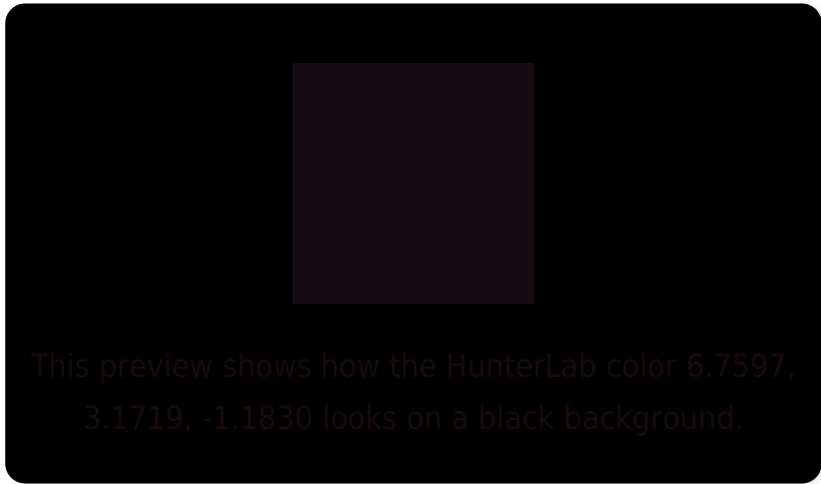 This preview shows how the HunterLab color 6.7597,
3.1719, -1.1830 looks on a black background.